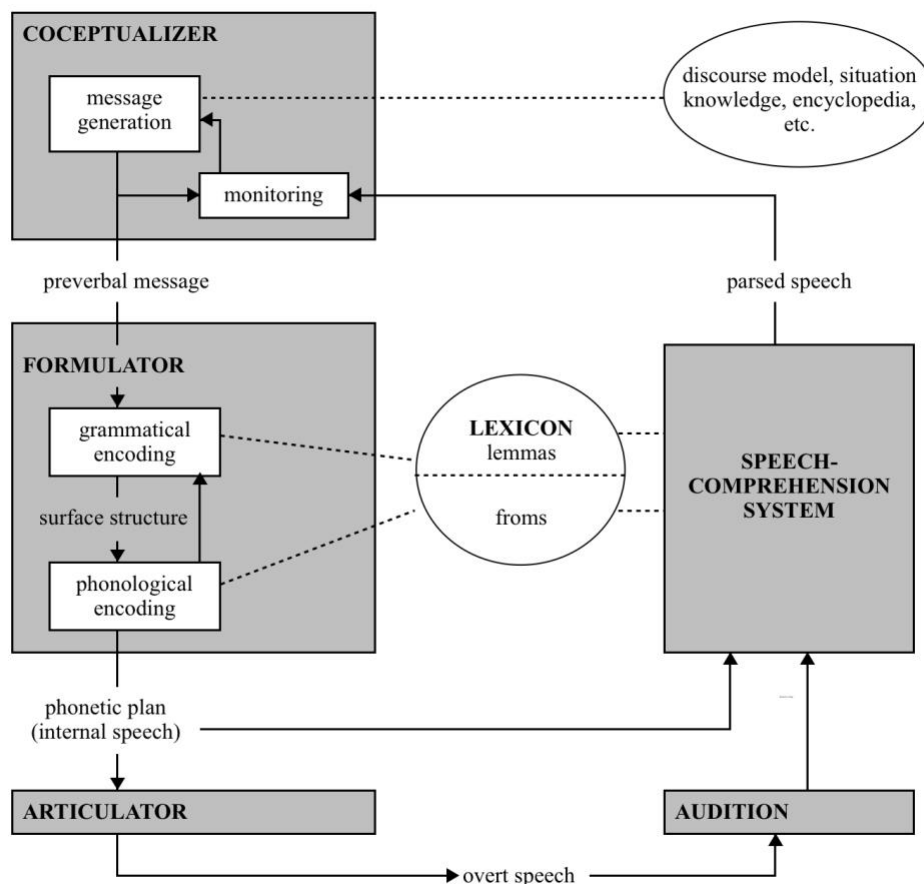 COCEPTUALIZER
message
generation
discourse model, situation
knowledge, encyclopedia,
etc.
monitoring
preverbal message
parsed speech
FORMULATOR
grammatical
encoding
LEXICON
lemmas
SPEECH-
COMPREHENSION
SYSTEM
surface structure
froms
phonological
encoding
phonetic plan
(internal speech)
ARTICULATOR
AUDITION
overt speech